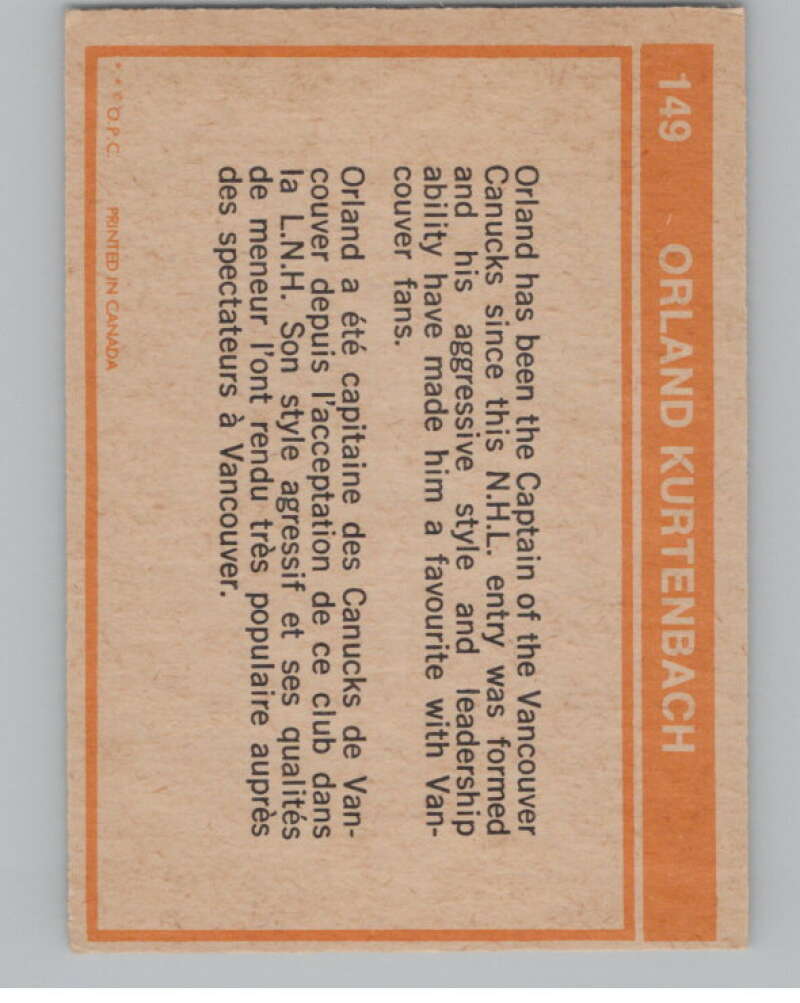 149 ORLAND KURTENBACH
Orland has been the Captain of the Vancouver
Canucks since this N.H.L. entry was formed
and his aggressive style and leadership
ability have made him a favourite with Van-
couver fans.
Orland a été capitaine des Canucks de Van-
couver depuis l'acceptation de ce club dans
la L.N.H. Son style agressif et ses qualités
de meneur l'ont rendu très populaire auprès
des spectateurs à Vancouver.
***O.P.C. PRINTED IN CANADA